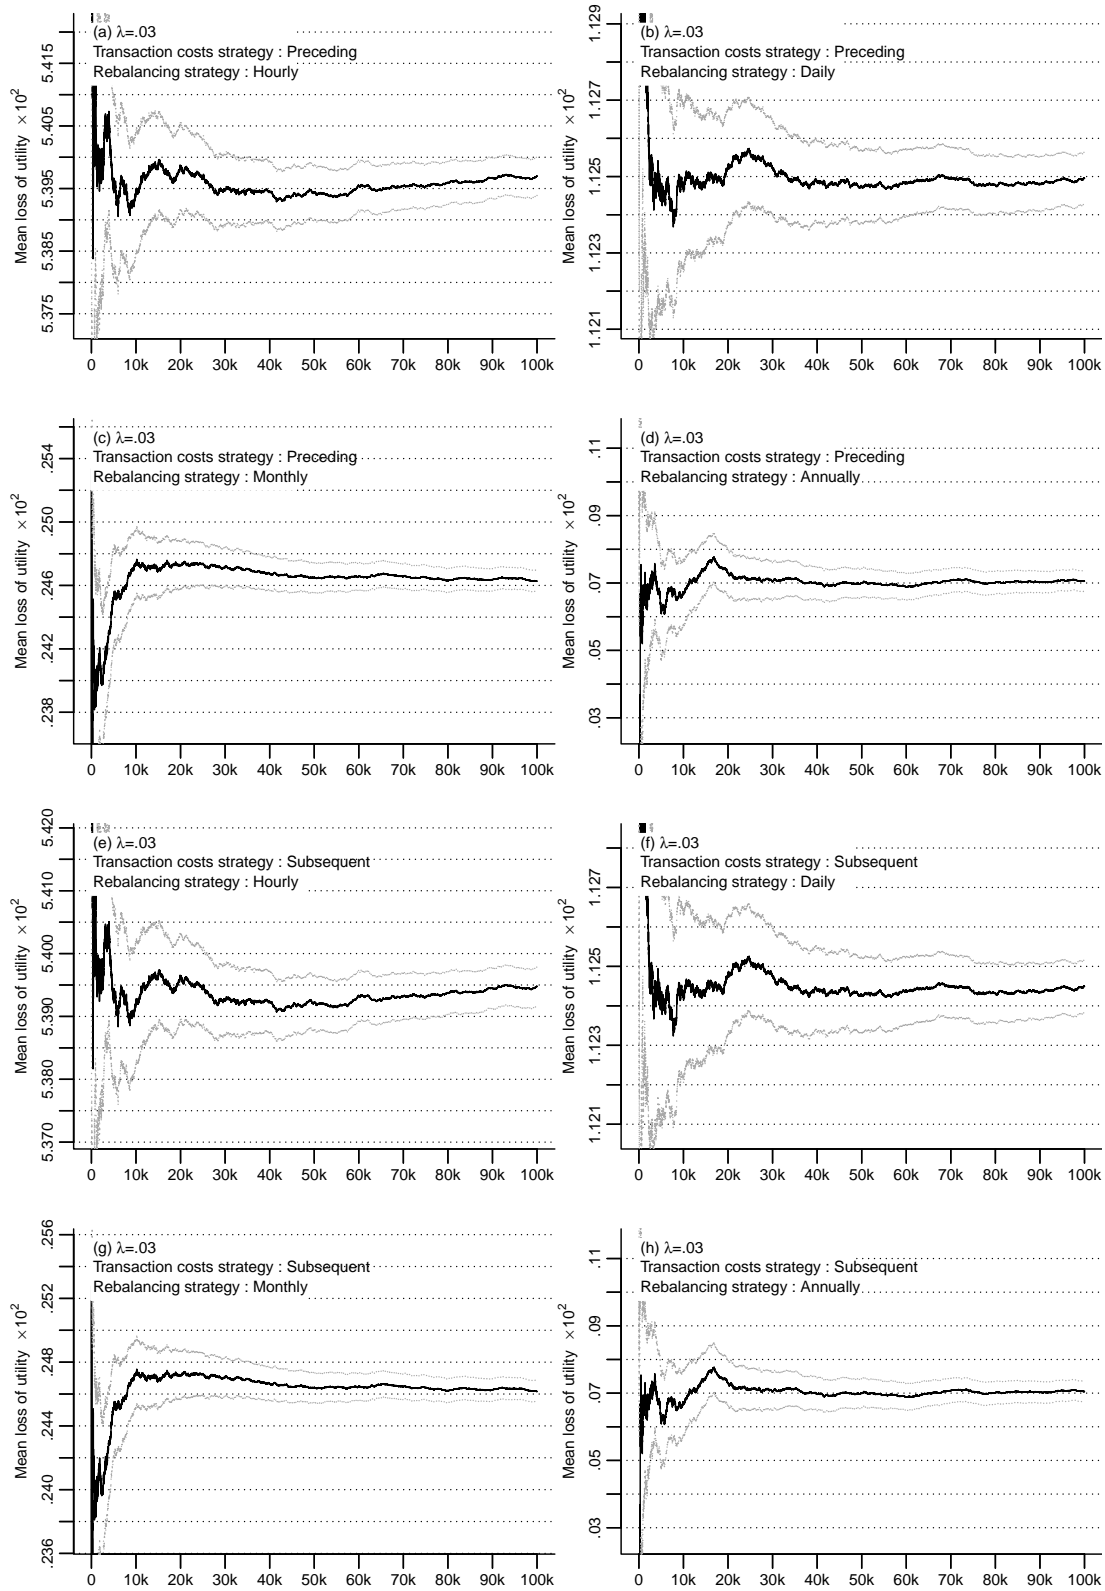 (a) λ=.03
Transaction costs strategy : Preceding
Rebalancing strategy : Hourly
Mean loss of utility ×10²
5.415
5.405
5.395
5.385
5.375
0 10k 20k 30k 40k 50k 60k 70k 80k 90k 100k
(b) λ=.03
Transaction costs strategy : Preceding
Rebalancing strategy : Daily
Mean loss of utility ×10²
1.129
1.127
1.125
1.123
1.121
0 10k 20k 30k 40k 50k 60k 70k 80k 90k 100k
(c) λ=.03
Transaction costs strategy : Preceding
Rebalancing strategy : Monthly
Mean loss of utility ×10²
.254
.250
.246
.242
.238
0 10k 20k 30k 40k 50k 60k 70k 80k 90k 100k
(d) λ=.03
Transaction costs strategy : Preceding
Rebalancing strategy : Annually
Mean loss of utility ×10²
.11
.09
.07
.05
.03
0 10k 20k 30k 40k 50k 60k 70k 80k 90k 100k
(e) λ=.03
Transaction costs strategy : Subsequent
Rebalancing strategy : Hourly
Mean loss of utility ×10²
5.420
5.410
5.400
5.390
5.380
5.370
0 10k 20k 30k 40k 50k 60k 70k 80k 90k 100k
(f) λ=.03
Transaction costs strategy : Subsequent
Rebalancing strategy : Daily
Mean loss of utility ×10²
1.127
1.125
1.123
1.121
0 10k 20k 30k 40k 50k 60k 70k 80k 90k 100k
(g) λ=.03
Transaction costs strategy : Subsequent
Rebalancing strategy : Monthly
Mean loss of utility ×10²
.256
.252
.248
.244
.240
.236
0 10k 20k 30k 40k 50k 60k 70k 80k 90k 100k
(h) λ=.03
Transaction costs strategy : Subsequent
Rebalancing strategy : Annually
Mean loss of utility ×10²
.11
.09
.07
.05
.03
0 10k 20k 30k 40k 50k 60k 70k 80k 90k 100k